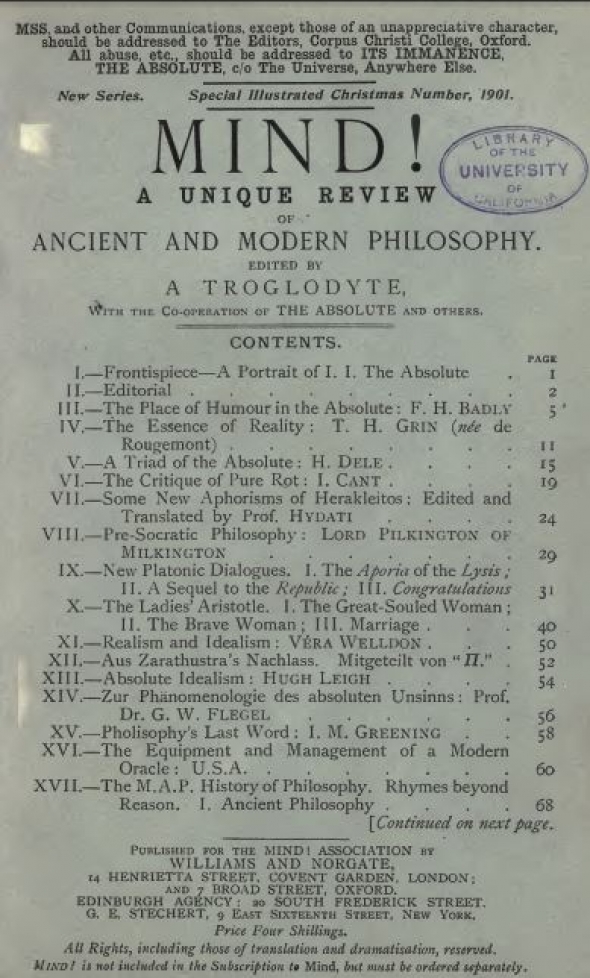 MSS, and other Communications, except those of an unappreciative character,
should be addressed to The Editors, Corpus Christi College, Oxford.
All abuse, etc., should be addressed to ITS IMMANENCE,
THE ABSOLUTE, c/o The Universe, Anywhere Else.
New Series. Special Illustrated Christmas Number, 1901.
MIND!
LIBRARY
OF THE
UNIVERSITY
OF
CALIFORNIA
A UNIQUE REVIEW
OF
ANCIENT AND MODERN PHILOSOPHY.
EDITED BY
A TROGLODYTE,
WITH THE CO-OPERATION OF THE ABSOLUTE AND OTHERS.
CONTENTS.
PAGE
I.—Frontispiece—A Portrait of I. I. The Absolute . 1
II.—Editorial . . . . . . . . . 2
III.—The Place of Humour in the Absolute: F. H. BADLY 5
IV.—The Essence of Reality: T. H. GRIN (née de
Rougemont) . . . . . . . . 11
V.—A Triad of the Absolute: H. DELE . . . . 15
VI.—The Critique of Pure Rot: I. CANT . . . . 19
VII.—Some New Aphorisms of Herakleitos: Edited and
Translated by Prof. HYDATI . . . . 24
VIII.—Pre-Socratic Philosophy: LORD PILKINGTON OF
MILKINGTON . . . . . . . 29
IX.—New Platonic Dialogues. I. The Aporia of the Lysis;
II. A Sequel to the Republic; III. Congratulations 31
X.—The Ladies' Aristotle. I. The Great-Souled Woman;
II. The Brave Woman; III. Marriage . . . 40
XI.—Realism and Idealism: VÉRA WELLDON . . . 50
XII.—Aus Zarathustra's Nachlass. Mitgeteilt von "Π." . 52
XIII.—Absolute Idealism: HUGH LEIGH . . . . 54
XIV.—Zur Phänomenologie des absoluten Unsinns: Prof.
Dr. G. W. FLEGEL . . . . . . 56
XV.—Pholisophy's Last Word: I. M. GREENING . . 58
XVI.—The Equipment and Management of a Modern
Oracle: U.S.A. . . . . . . . 60
XVII.—The M.A.P. History of Philosophy. Rhymes beyond
Reason. I. Ancient Philosophy . . . . 68
[Continued on next page.
PUBLISHED FOR THE MIND! ASSOCIATION BY
WILLIAMS AND NORGATE,
14 HENRIETTA STREET, COVENT GARDEN, LONDON;
AND 7 BROAD STREET, OXFORD.
EDINBURGH AGENCY: 20 SOUTH FREDERICK STREET.
G. E. STECHERT, 9 EAST SIXTEENTH STREET, NEW YORK.
Price Four Shillings.
All Rights, including those of translation and dramatisation, reserved.
MIND! is not included in the Subscription to Mind, but must be ordered separately.